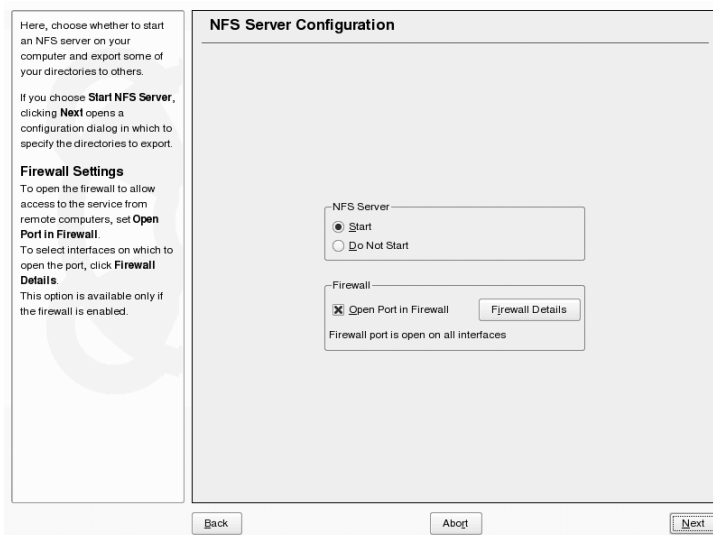 Here, choose whether to start
an NFS server on your
computer and export some of
your directories to others.
If you choose Start NFS Server,
clicking Next opens a
configuration dialog in which to
specify the directories to export.
Firewall Settings
To open the firewall to allow
access to the service from
remote computers, set Open
Port in Firewall.
To select interfaces on which to
open the port, click Firewall
Details.
This option is available only if
the firewall is enabled.
NFS Server Configuration
NFS Server
Start
Do Not Start
Firewall
Open Port in Firewall
Firewall Details
Firewall port is open on all interfaces
Back
Abort
Next